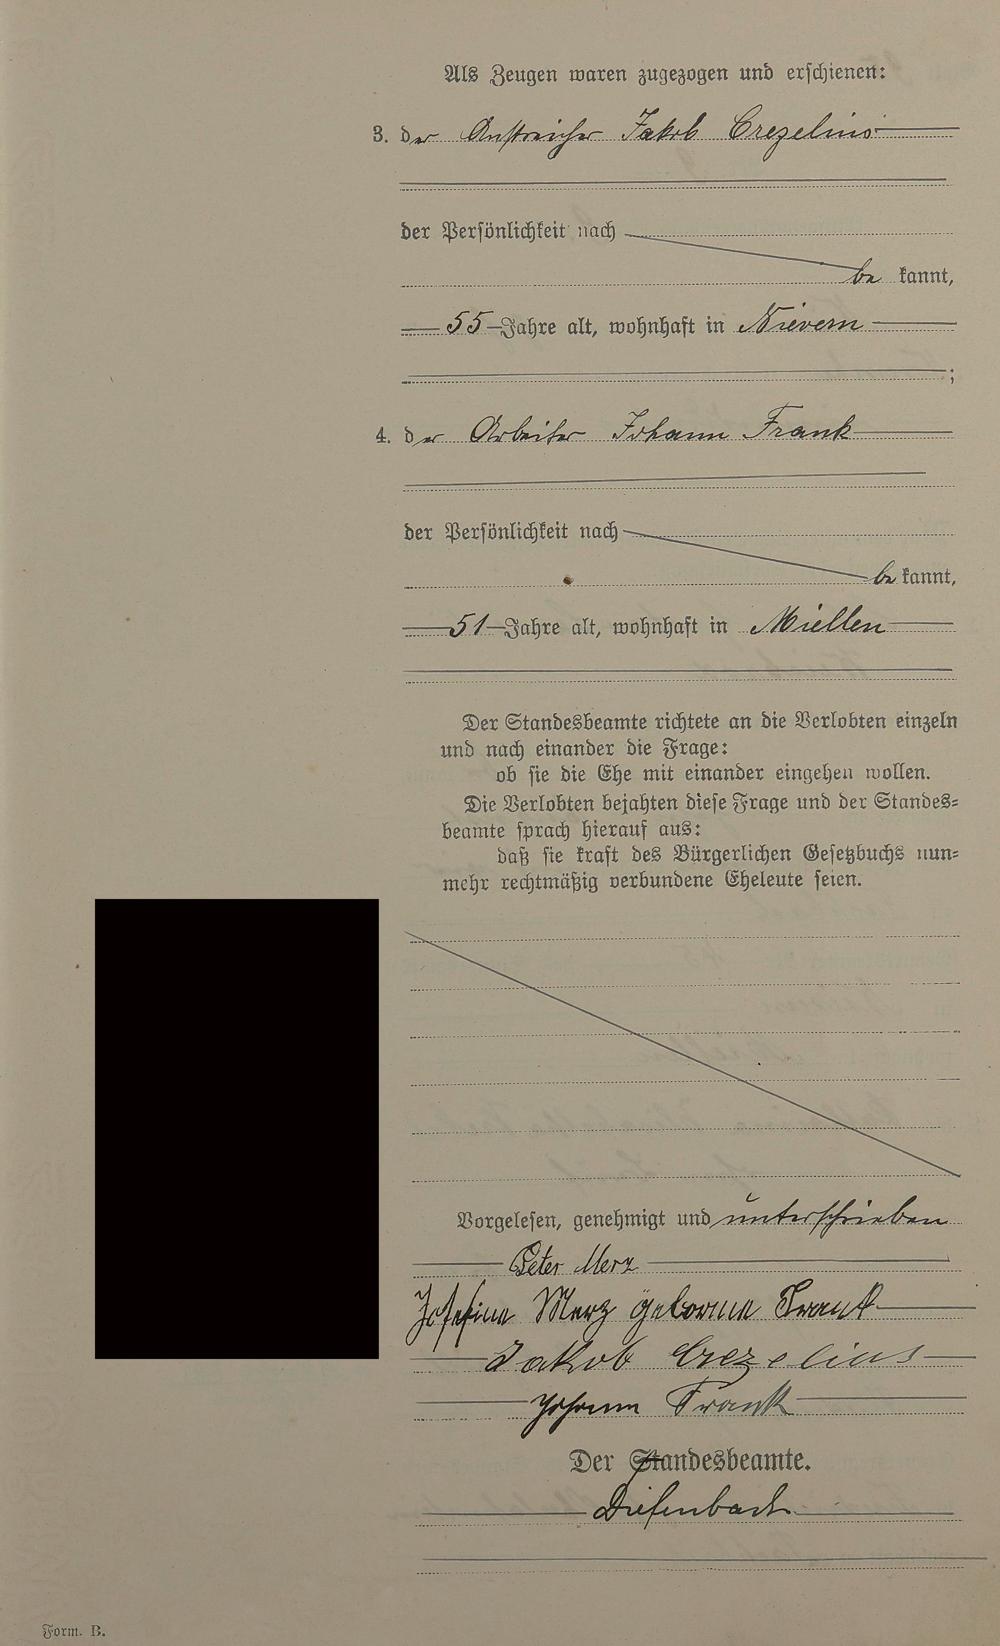 Als Zeugen waren zugezogen und erschienen:
3. der Anstreicher Jakob Crezelius
der Persönlichkeit nach
be kannt,
55 Jahre alt, wohnhaft in Nievern
;
4. der Arbeiter Johann Frank
der Persönlichkeit nach
be kannt,
51 Jahre alt, wohnhaft in Miellen
Der Standesbeamte richtete an die Verlobten einzeln
und nach einander die Frage:
ob sie die Ehe mit einander eingehen wollen.
Die Verlobten bejahten diese Frage und der Standes-
beamte sprach hierauf aus:
daß sie kraft des Bürgerlichen Gesetzbuchs nun-
mehr rechtmäßig verbundene Eheleute seien.
Vorgelesen, genehmigt und unterschrieben
Peter Merz
Josefine Merz geborne Frank
Jakob Crezelius
Johann Frank
Der Standesbeamte.
Diefenbach
Form. B.